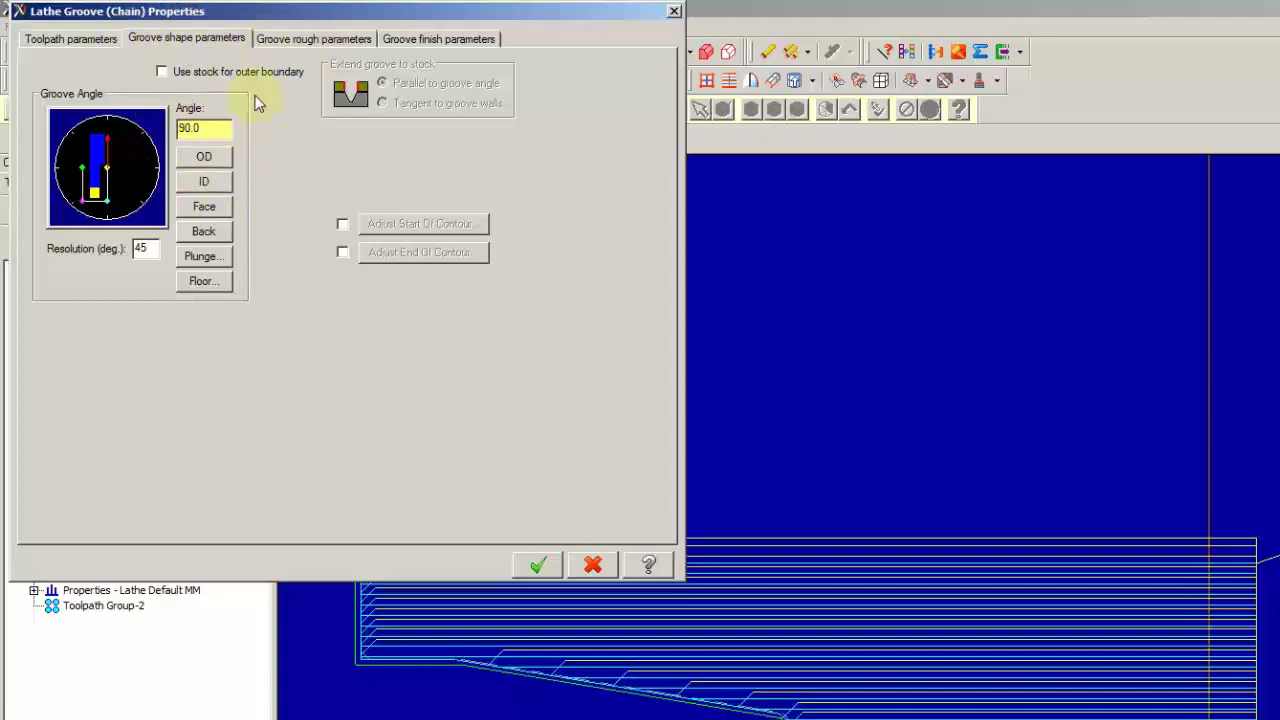 Lathe Groove (Chain) Properties
Toolpath parameters
Groove shape parameters
Groove rough parameters
Groove finish parameters
Use stock for outer boundary
Extend groove to stock
Parallel to groove angle
Tangent to groove walls
Groove Angle
Angle:
90.0
OD
ID
Face
Back
Plunge...
Floor...
Resolution (deg.):
45
Adjust Start Of Contour...
Adjust End Of Contour...
Properties - Lathe Default MM
Toolpath Group-2